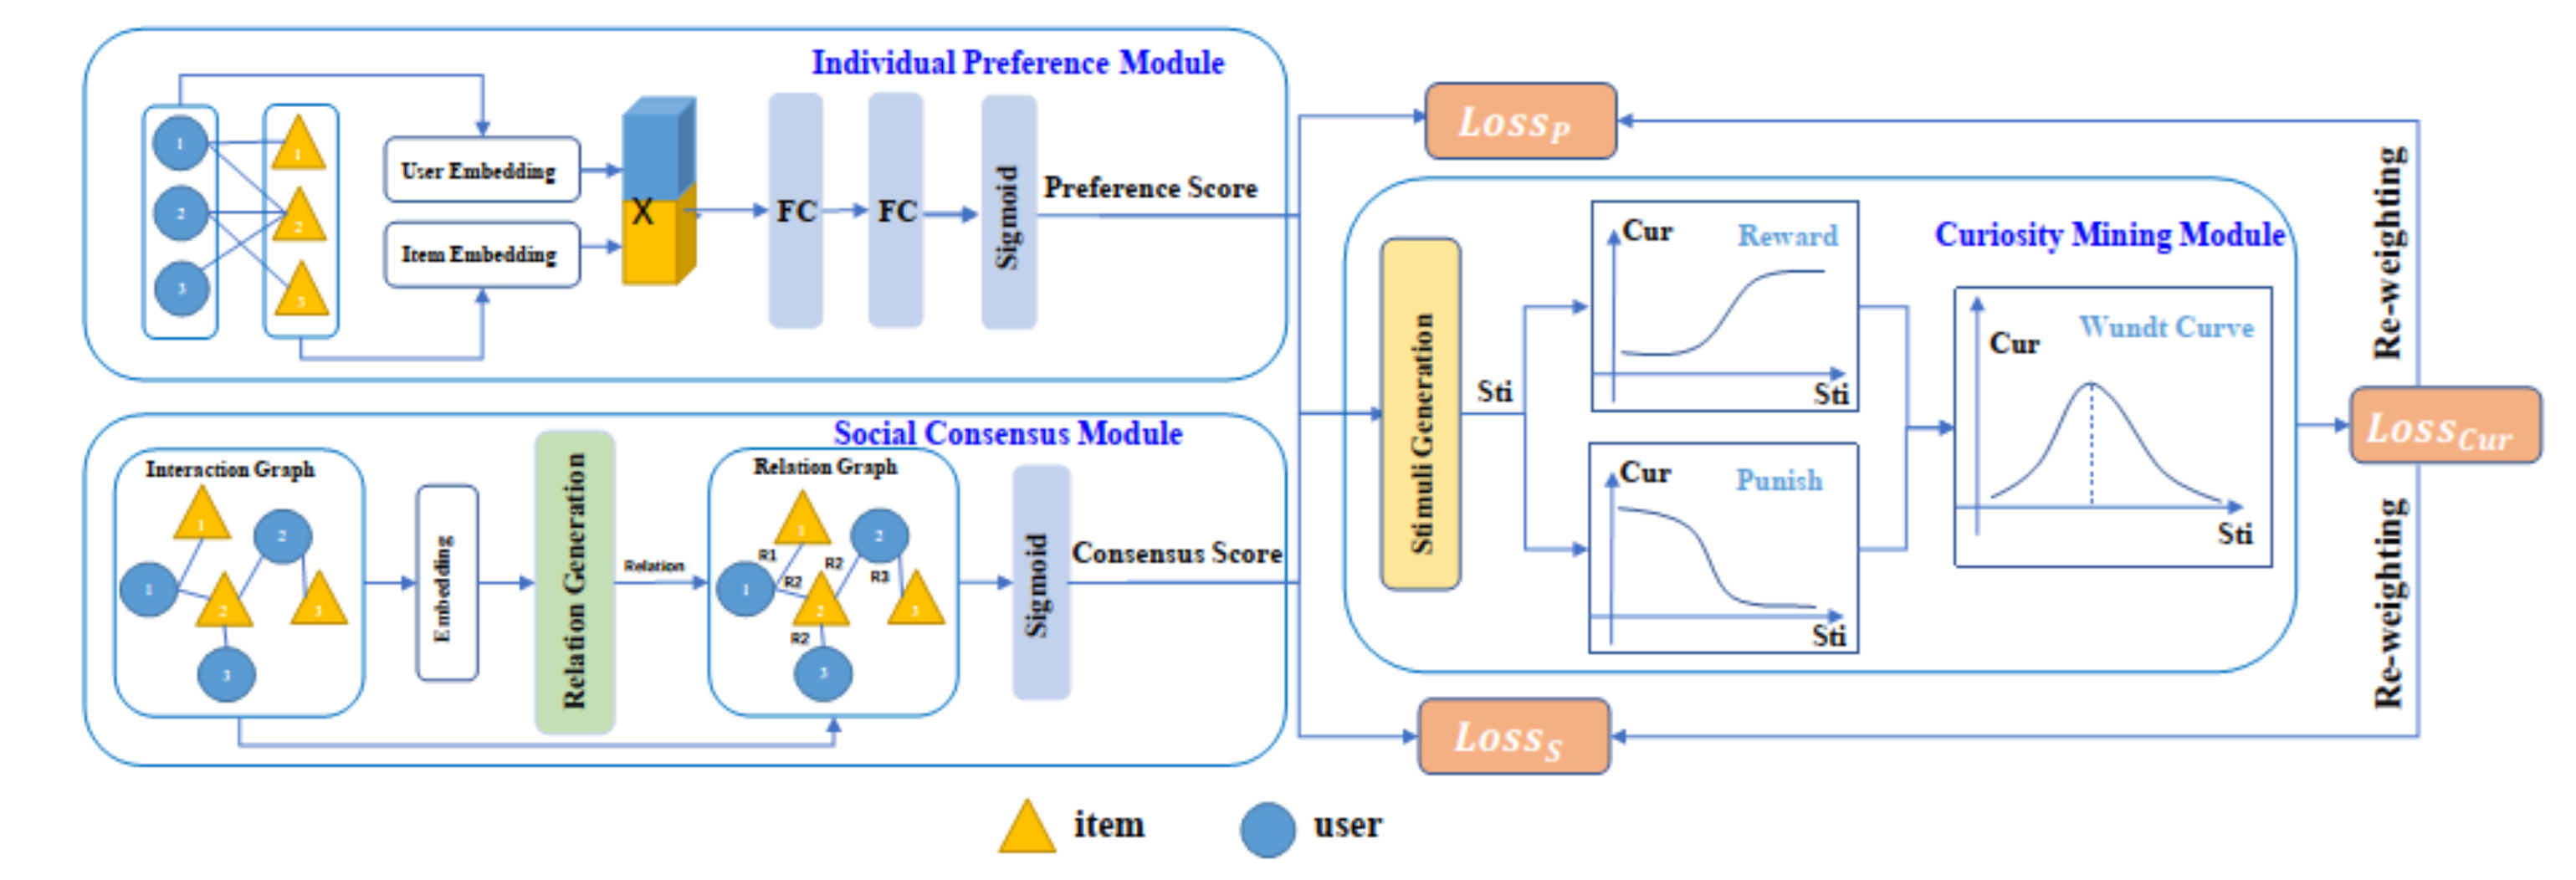 Individual Preference Module
1
2
3
1
2
3
User Embedding
Item Embedding
X
FC
FC
Sigmoid
Preference Score
Social Consensus Module
Interaction Graph
1
2
1
2
3
3
Embedding
Relation Generation
Relation
Relation Graph
1
2
R1
R2
R2
R3
1
2
3
R2
3
Sigmoid
Consensus Score
Loss_P
Curiosity Mining Module
Stimuli Generation
Sti
Cur
Reward
Sti
Cur
Punish
Sti
Cur
Wundt Curve
Sti
Re-weighting
Loss_Cur
Re-weighting
Loss_S
item
user